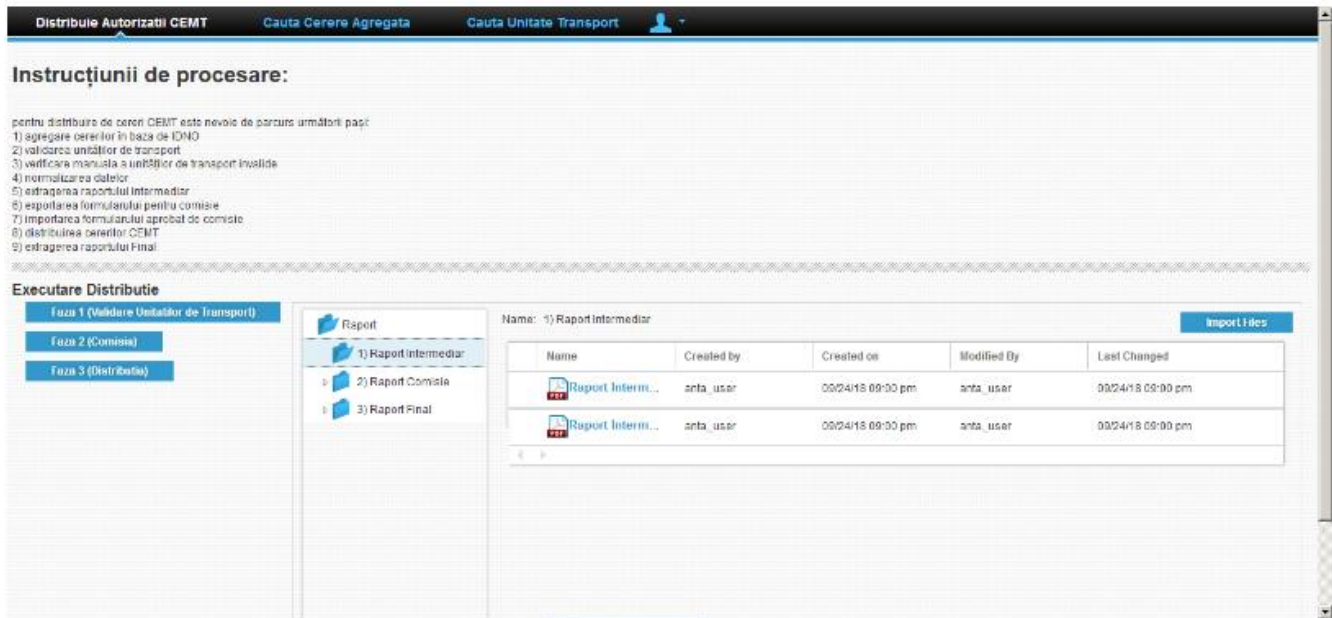 Distribuie Autorizatii CEMT Cauta Cerere Agregata Cauta Unitate Transport
Instrucțiunii de procesare:
pentru distribuire de cereri CEMT este nevoie de parcurs următorii pași:
1) agregare cererilor în baza de IDNO
2) validarea unităților de transport
3) verificare manuala a unităților de transport invalide
4) normalizarea datelor
5) extragerea raportului intermediar
6) exportarea formularului pentru comisie
7) importarea formularului aprobat de comisie
8) distribuirea cererilor CEMT
9) extragerea raportului Final
Executare Distributie
Faza 1 (Validare Unitatilor de Transport)
Faza 2 (Comisia)
Faza 3 (Distributia)
Raport
1) Raport Intermediar
2) Raport Comisie
3) Raport Final
Name: 1) Raport Intermediar
Import Files
Name Created by Created on Modified By Last Changed
PDF Raport Interm... anta_user 09/24/18 09:00 pm anta_user 09/24/18 09:00 pm
PDF Raport Interm... anta_user 09/24/18 09:00 pm anta_user 09/24/18 09:00 pm